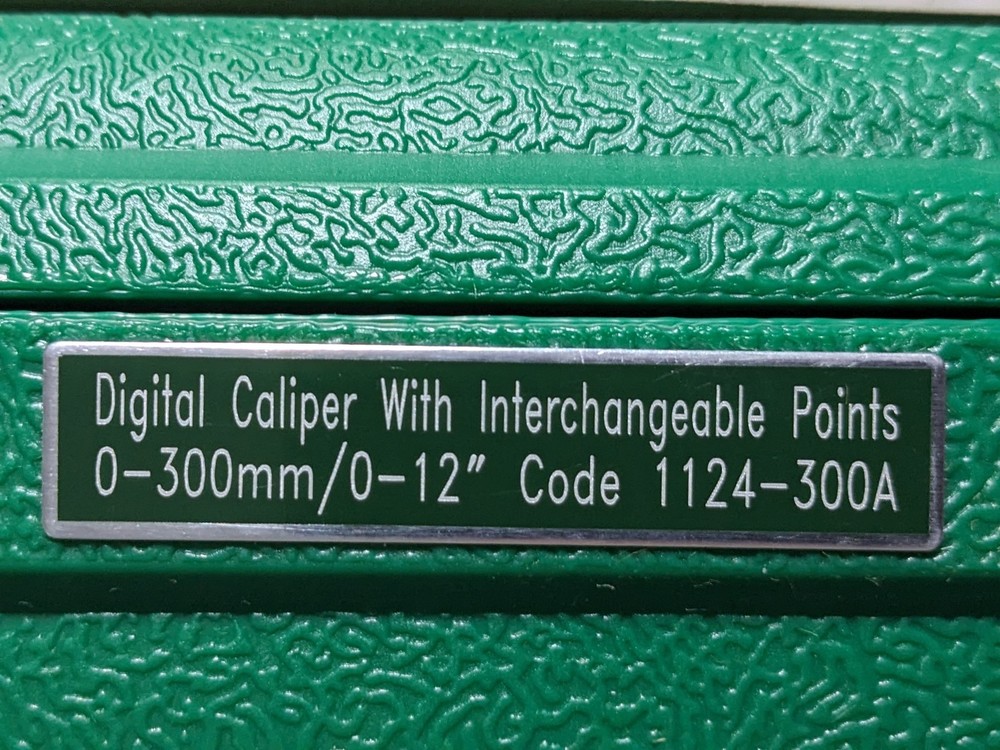 Digital Caliper With Interchangeable Points
0-300mm/0-12" Code 1124-300A